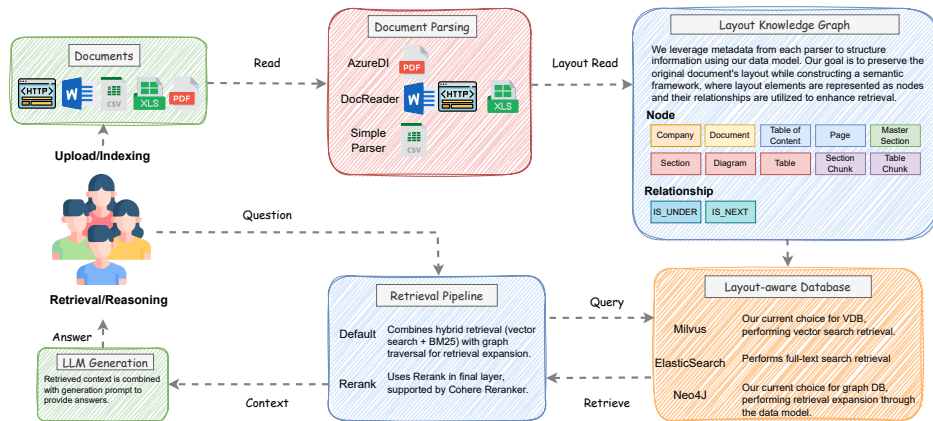 Documents
<HTTP>
W
CSV
XLS
PDF
Read
Document Parsing
AzureDI
PDF
DocReader
W
<HTTP>
XLS
Simple
Parser
CSV
Layout Read
Layout Knowledge Graph
We leverage metadata from each parser to structure
information using our data model. Our goal is to preserve the
original document's layout while constructing a semantic
framework, where layout elements are represented as nodes
and their relationships are utilized to enhance retrieval.
Node
Company
Document
Table of
Content
Page
Master
Section
Section
Diagram
Table
Section
Chunk
Table
Chunk
Relationship
IS_UNDER
IS_NEXT
Upload/Indexing
Question
Retrieval/Reasoning
Answer
LLM Generation
Retrieved context is combined
with generation prompt to
provide answers.
Context
Retrieval Pipeline
Default
Combines hybrid retrieval (vector
search + BM25) with graph
traversal for retrieval expansion.
Rerank
Uses Rerank in final layer,
supported by Cohere Reranker.
Query
Retrieve
Layout-aware Database
Milvus
Our current choice for VDB,
performing vector search retrieval.
ElasticSearch
Performs full-text search retrieval
Neo4J
Our current choice for graph DB,
performing retrieval expansion through
the data model.